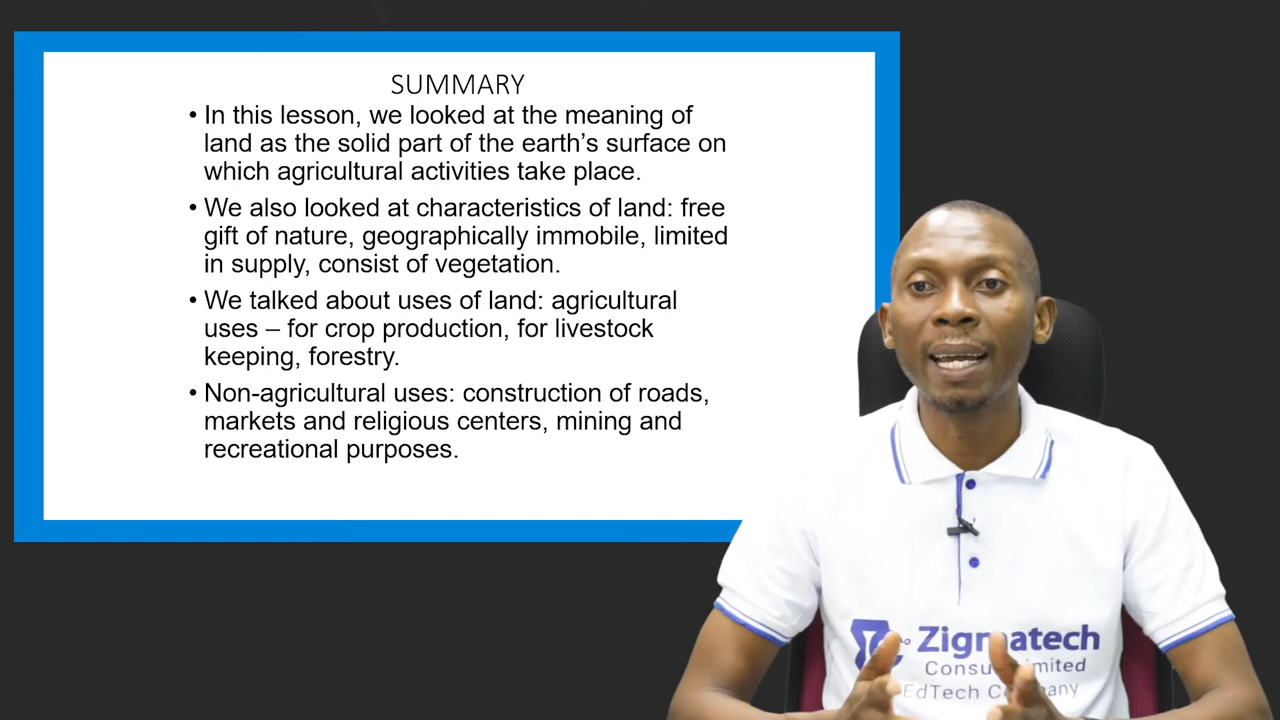 SUMMARY
• In this lesson, we looked at the meaning of
land as the solid part of the earth’s surface on
which agricultural activities take place.
• We also looked at characteristics of land: free
gift of nature, geographically immobile, limited
in supply, consist of vegetation.
• We talked about uses of land: agricultural
uses – for crop production, for livestock
keeping, forestry.
• Non-agricultural uses: construction of roads,
markets and religious centers, mining and
recreational purposes.
Zigmatech
EdTech